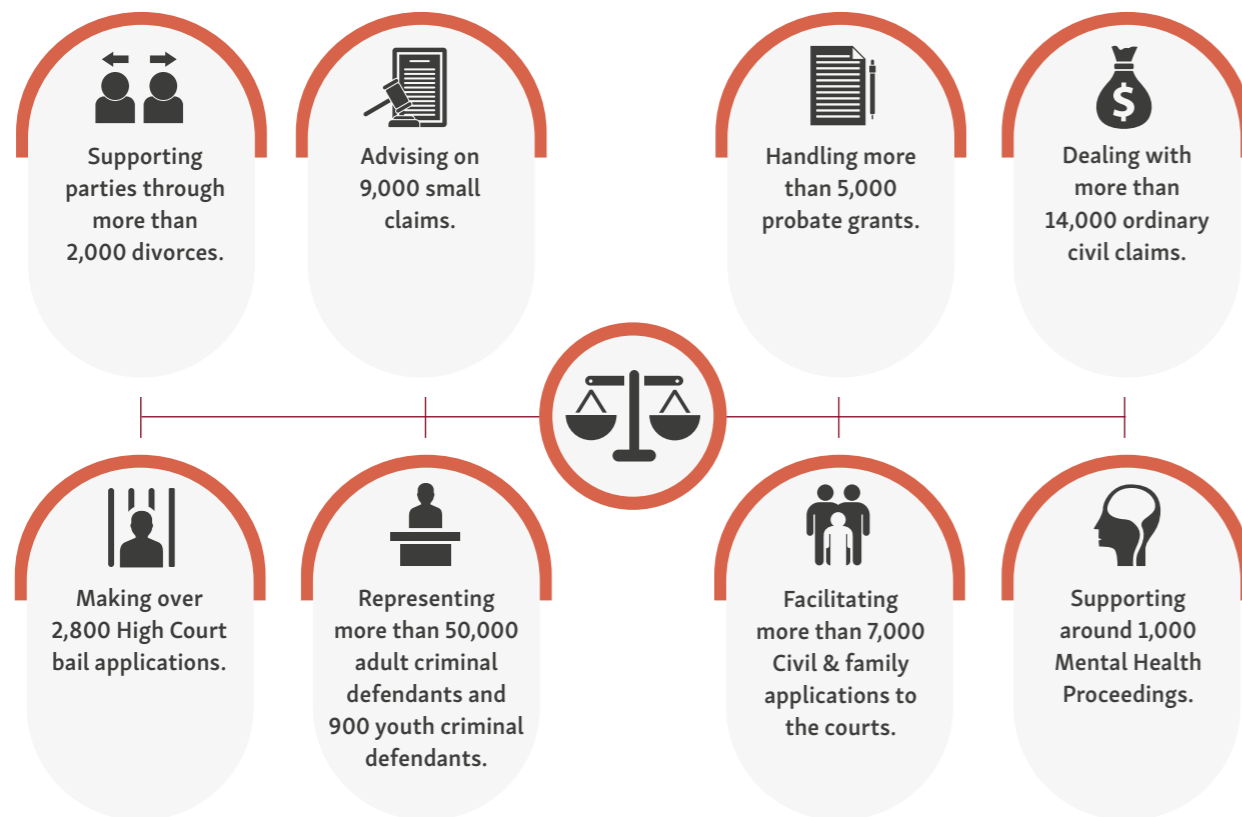 Supporting
parties through
more than
2,000 divorces.
Advising on
9,000 small
claims.
Handling more
than 5,000
probate grants.
$
Dealing with
more than
14,000 ordinary
civil claims.
Making over
2,800 High Court
bail applications.
Representing
more than 50,000
adult criminal
defendants and
900 youth criminal
defendants.
Facilitating
more than 7,000
Civil & family
applications to
the courts.
Supporting
around 1,000
Mental Health
Proceedings.